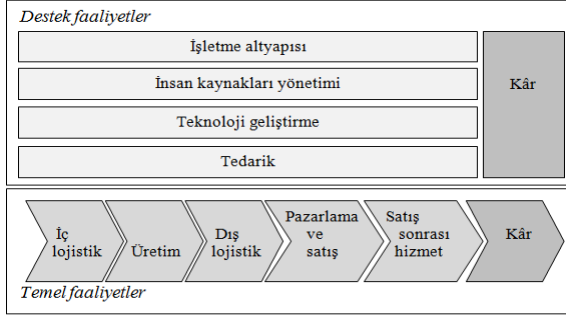 Destek faaliyetler
İşletme altyapısı
İnsan kaynakları yönetimi
Teknoloji geliştirme
Tedarik
Kâr
İç
lojistik
Üretim
Dış
lojistik
Pazarlama
ve
satış
Satış
sonrası
hizmet
Kâr
Temel faaliyetler